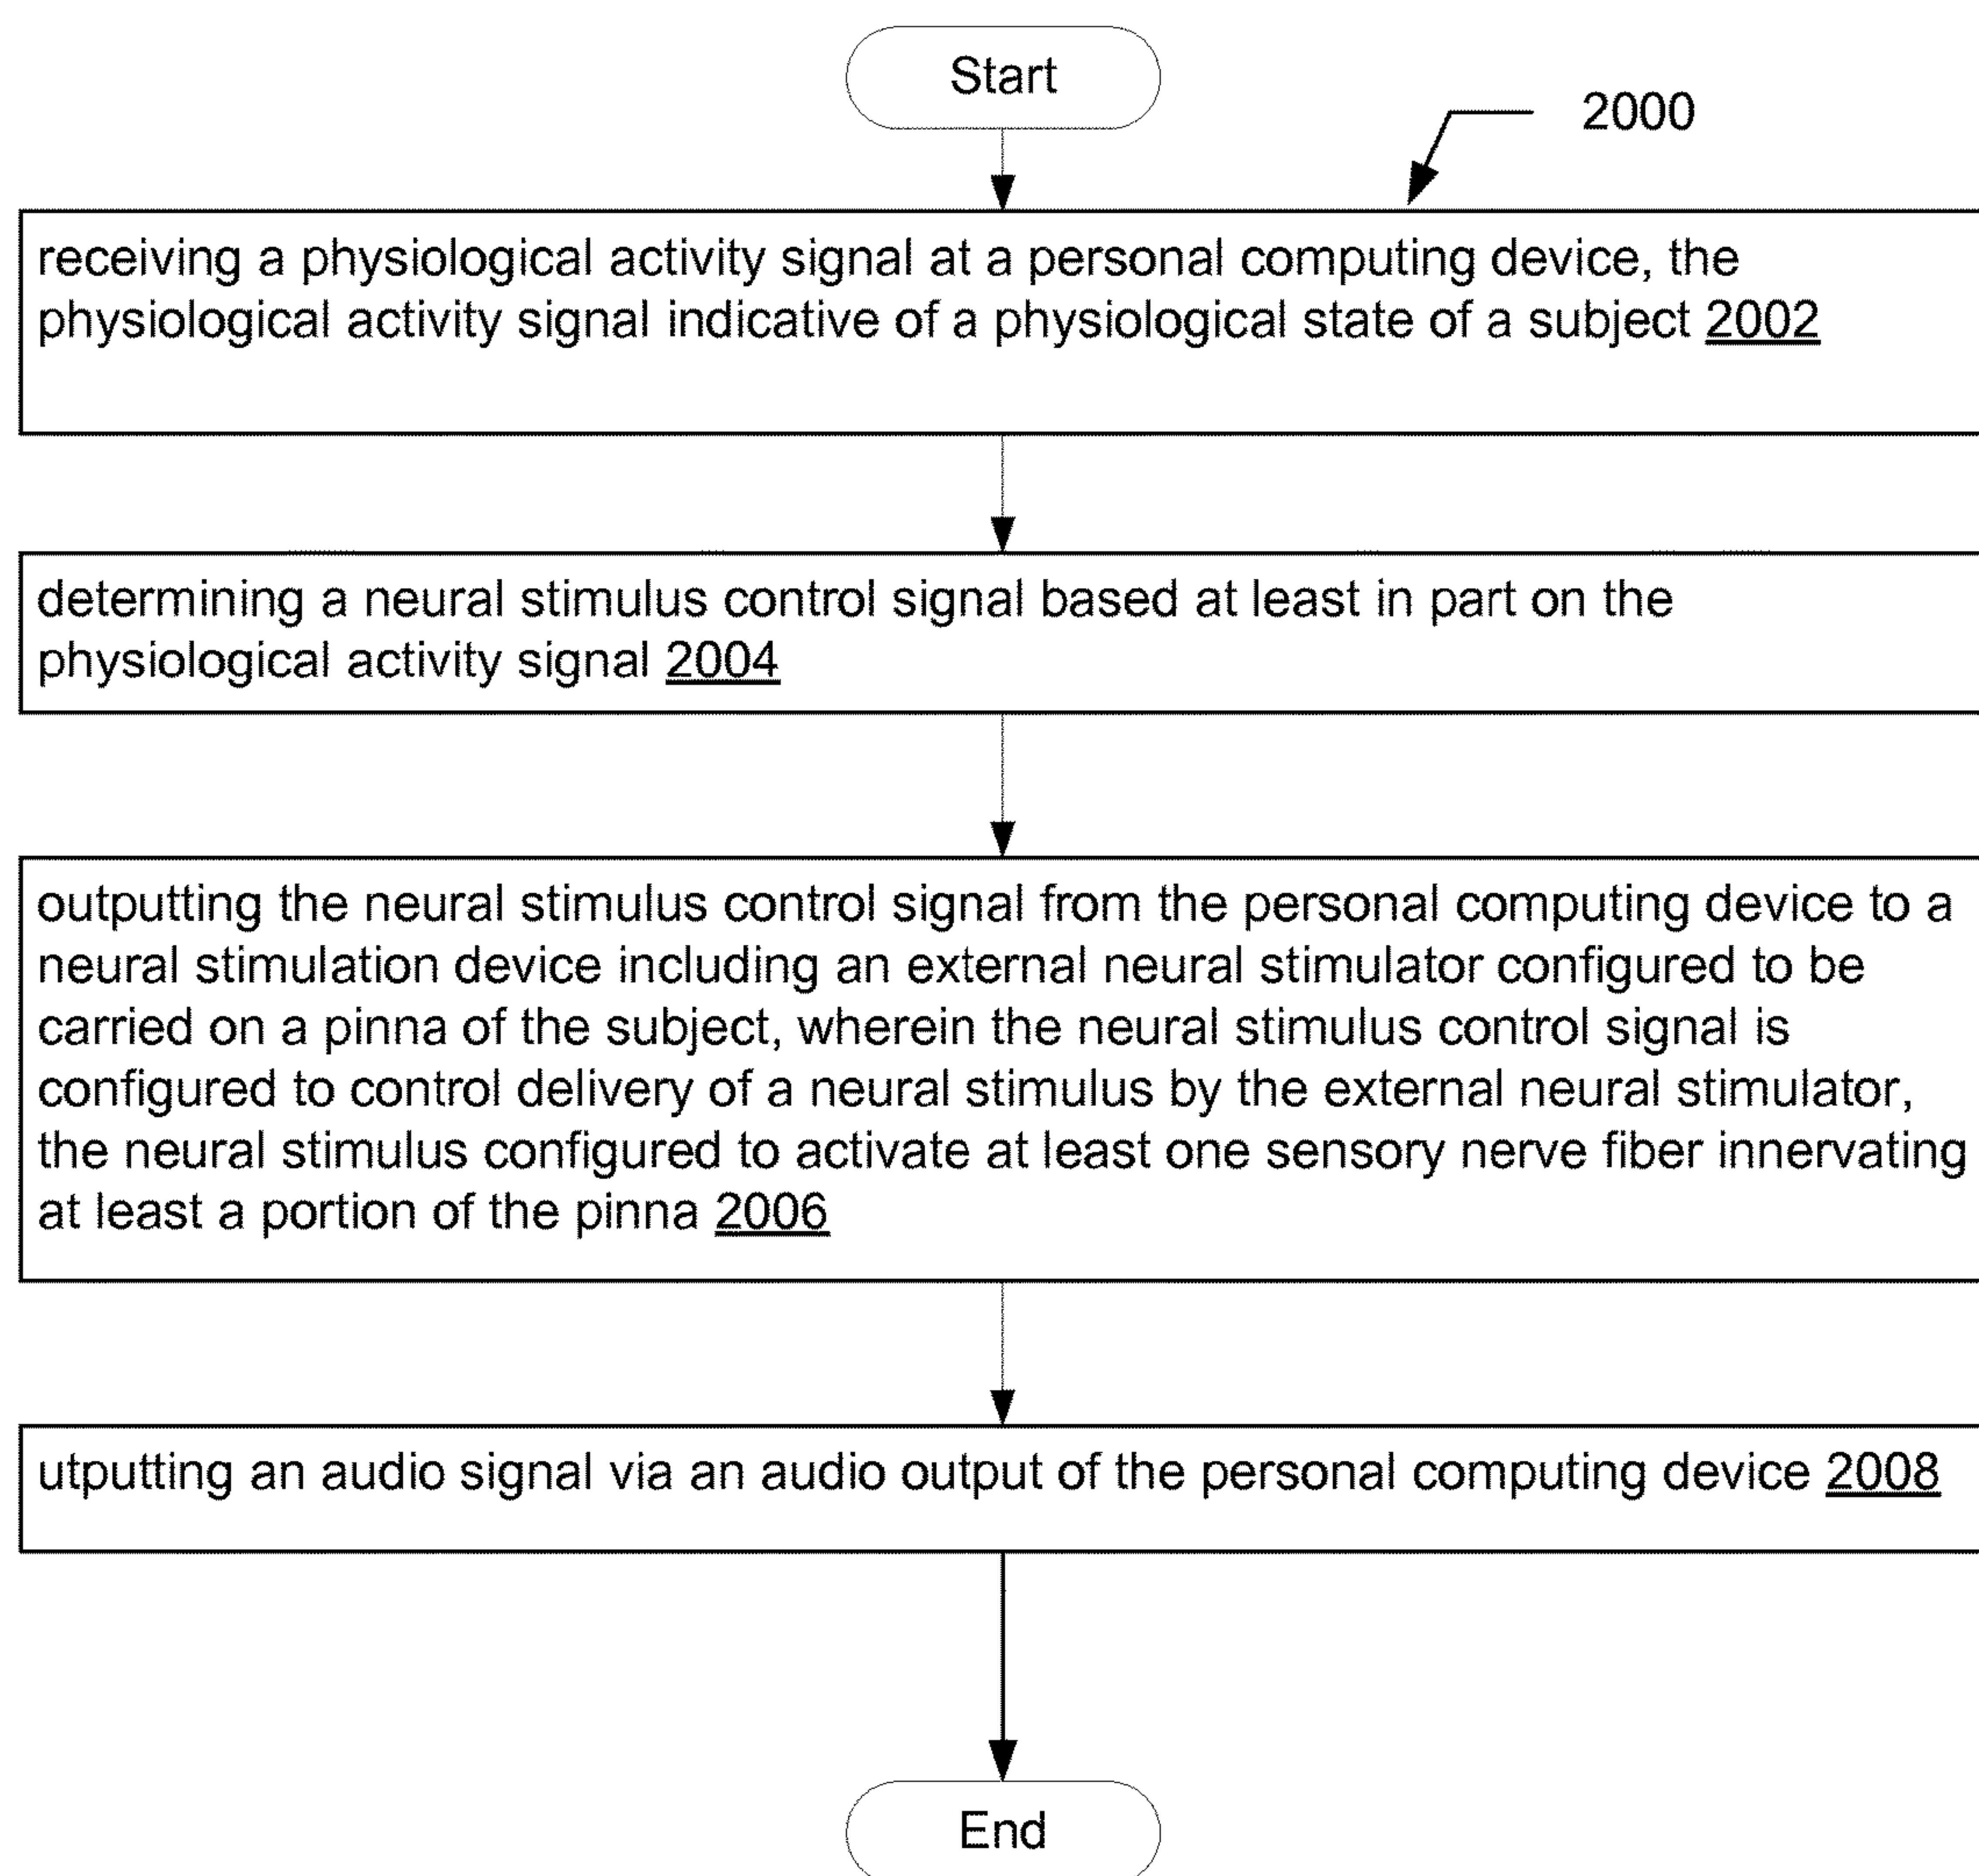 Start
2000
receiving a physiological activity signal at a personal computing device, the
physiological activity signal indicative of a physiological state of a subject 2002
determining a neural stimulus control signal based at least in part on the
physiological activity signal 2004
outputting the neural stimulus control signal from the personal computing device to a
neural stimulation device including an external neural stimulator configured to be
carried on a pinna of the subject, wherein the neural stimulus control signal is
configured to control delivery of a neural stimulus by the external neural stimulator,
the neural stimulus configured to activate at least one sensory nerve fiber innervating
at least a portion of the pinna 2006
utputting an audio signal via an audio output of the personal computing device 2008
End